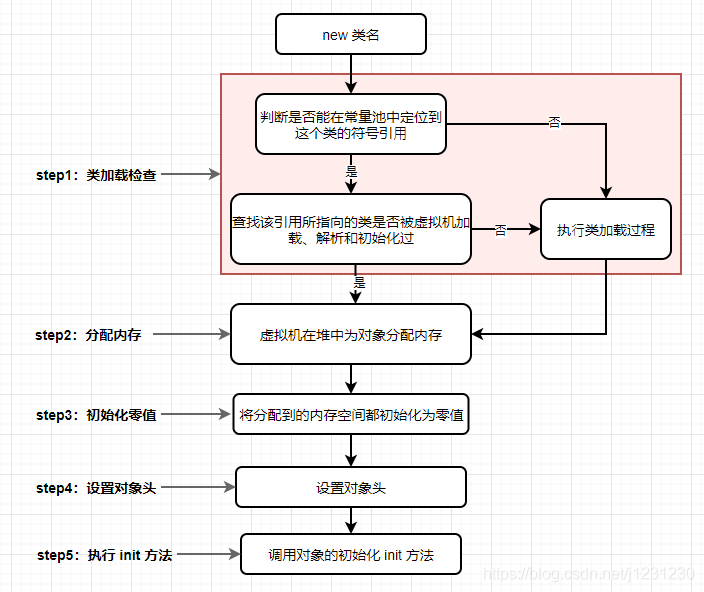 new 类名
判断是否能在常量池中定位到
这个类的符号引用
否
是
step1：类加载检查
查找该引用所指向的类是否被虚拟机加
载、解析和初始化过
否
执行类加载过程
是
step2：分配内存
虚拟机在堆中为对象分配内存
step3：初始化零值
将分配到的内存空间都初始化为零值
step4：设置对象头
设置对象头
step5：执行 init 方法
调用对象的初始化 init 方法
https://blog.csdn.net/j1231230